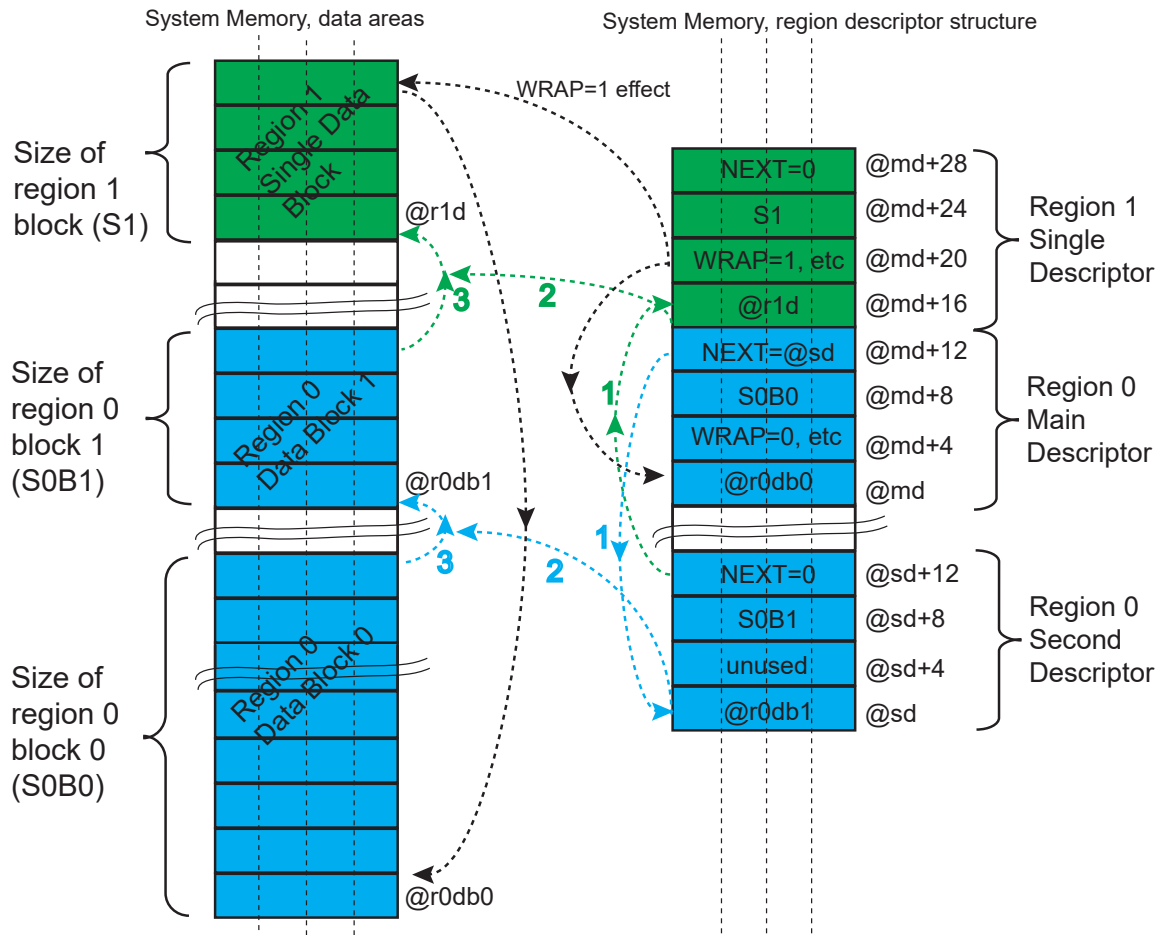 System Memory, data areas
System Memory, region descriptor structure
WRAP=1 effect
Size of
region 1
block (S1)
Region 1
Single Data
Block
@r1d
3
2
Size of
region 0
block 1
(S0B1)
Region 0
Data Block 1
@r0db1
3
2
Size of
region 0
block 0
(S0B0)
Region 0
Data Block 0
@r0db0
1
1
NEXT=0
@md+28
S1
@md+24
WRAP=1, etc
@md+20
@r1d
@md+16
Region 1
Single
Descriptor
NEXT=@sd
@md+12
S0B0
@md+8
WRAP=0, etc
@md+4
@r0db0
@md
Region 0
Main
Descriptor
NEXT=0
@sd+12
S0B1
@sd+8
unused
@sd+4
@r0db1
@sd
Region 0
Second
Descriptor